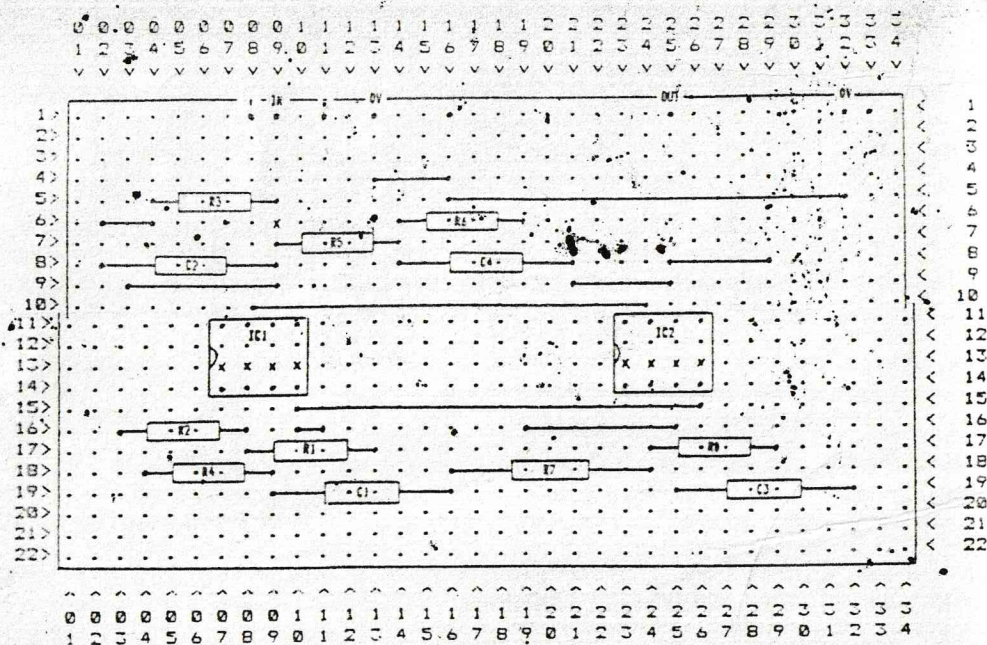 0 0 0 0 0 0 0 0 0 1 1 1 1 1 1 1 1 1 1 2 2 2 2 2 2 2 2 2 2 3 3 3 3 3
1 2 3 4 5 6 7 8 9 0 1 2 3 4 5 6 7 8 9 0 1 2 3 4 5 6 7 8 9 0 1 2 3 4
v v v v v v v v v v v v v v v v v v v v v v v v v v v v v v v v v v
IN 0V OUT 0V
1> < 1
2> < 2
3> < 3
4> < 4
5> R3 < 5
6> X R6 < 6
7> R5 < 7
8> C2 C4 < 8
9> < 9
10> < 10
11> IC1 IC2 < 11
12> < 12
13> X X X X X X X X < 13
14> < 14
15> < 15
16> R2 < 16
17> R1 R8 < 17
18> R4 R7 < 18
19> C1 C3 < 19
20> < 20
21> < 21
22> < 22
^ ^ ^ ^ ^ ^ ^ ^ ^ ^ ^ ^ ^ ^ ^ ^ ^ ^ ^ ^ ^ ^ ^ ^ ^ ^ ^ ^ ^ ^ ^ ^ ^ ^
0 0 0 0 0 0 0 0 0 1 1 1 1 1 1 1 1 1 1 2 2 2 2 2 2 2 2 2 2 3 3 3 3 3
1 2 3 4 5 6 7 8 9 0 1 2 3 4 5 6 7 8 9 0 1 2 3 4 5 6 7 8 9 0 1 2 3 4